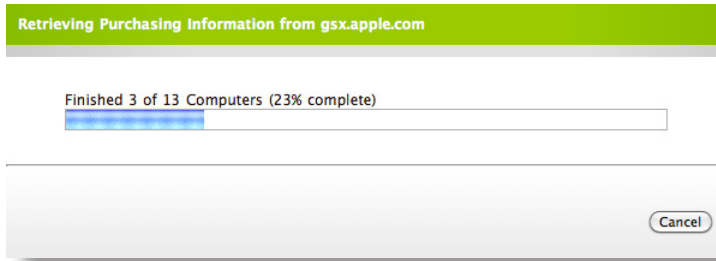 Retrieving Purchasing Information from gsx.apple.com
Finished 3 of 13 Computers (23% complete)
Cancel